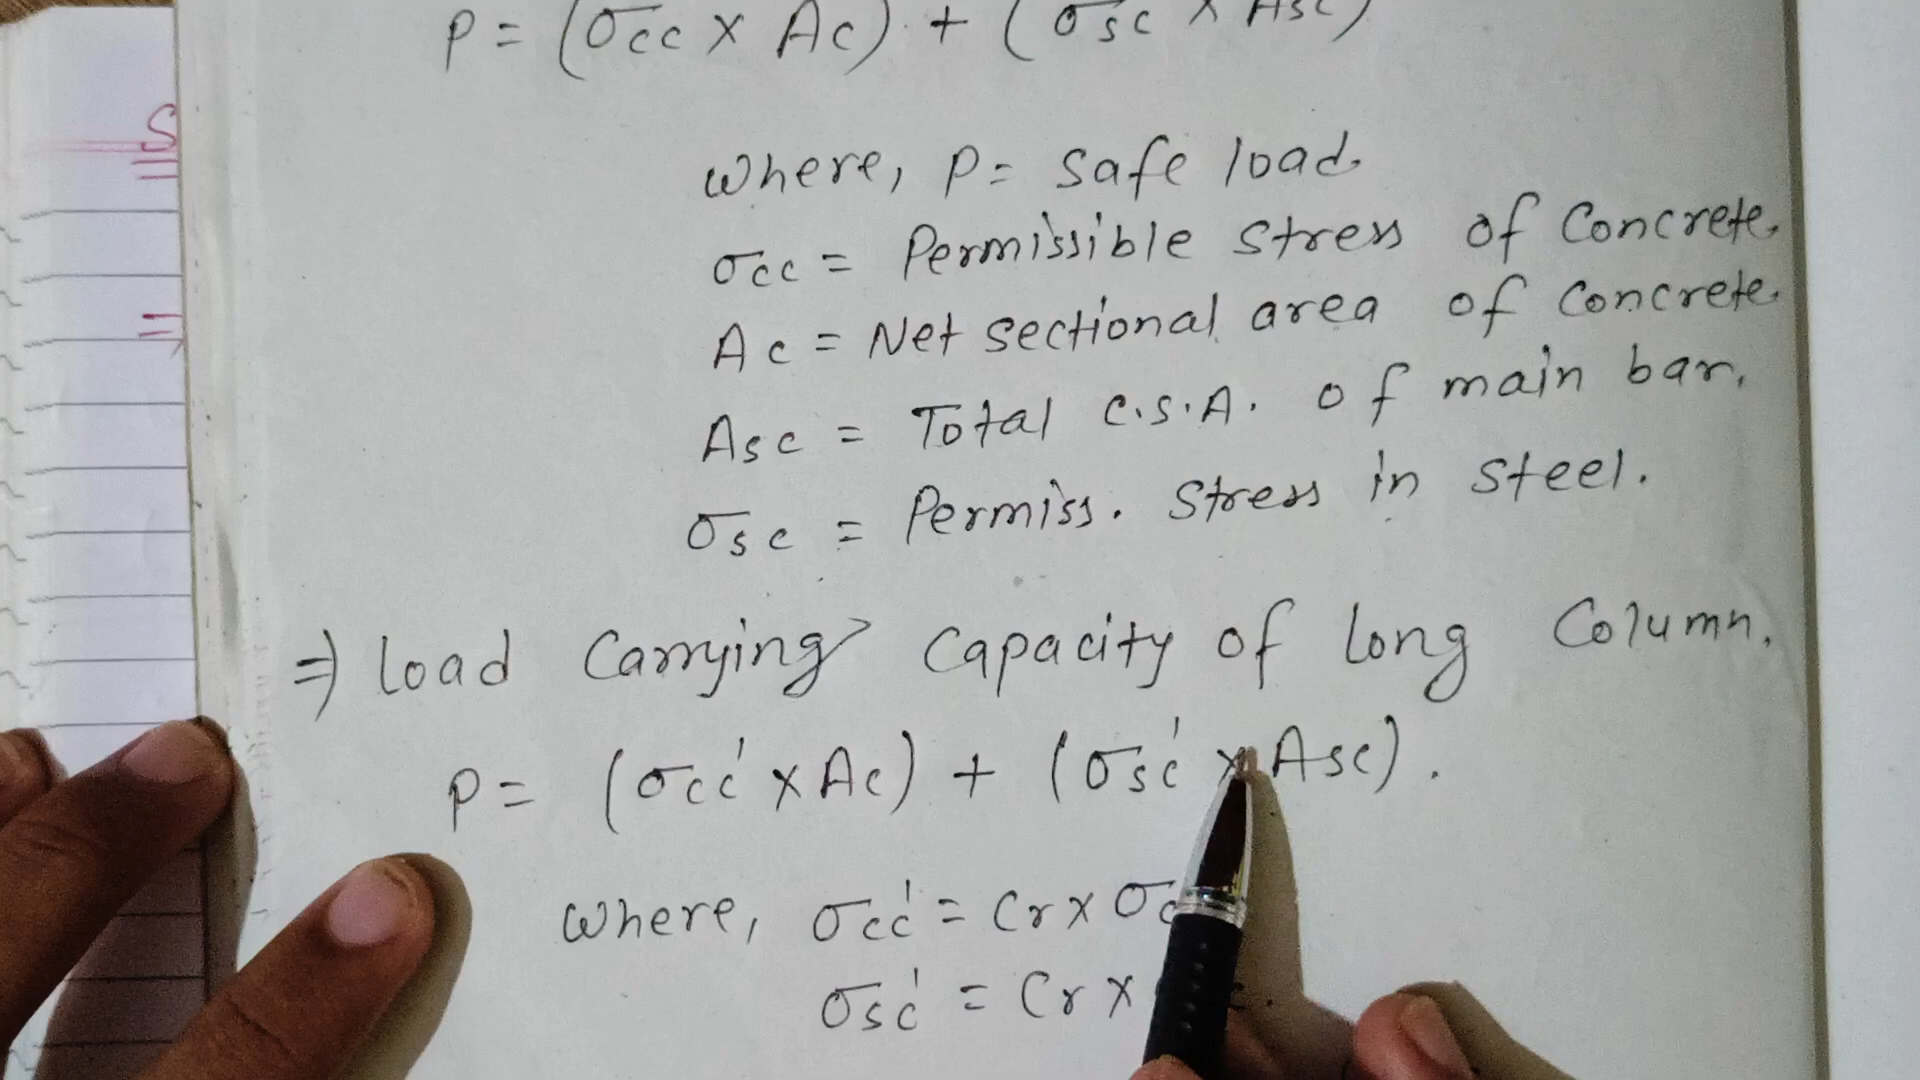 P = (σcc x Ac) + (σsc x Asc)
where, P = Safe load.
σcc = Permissible stress of concrete.
Ac = Net sectional area of concrete.
Asc = Total C.S.A. of main bar.
σsc = Permiss. stress in steel.
⇒ Load Carrying Capacity of long Column.
P = (σcc' x Ac) + (σsc' x Asc).
where, σcc' = Cr x σc
σsc' = Cr x